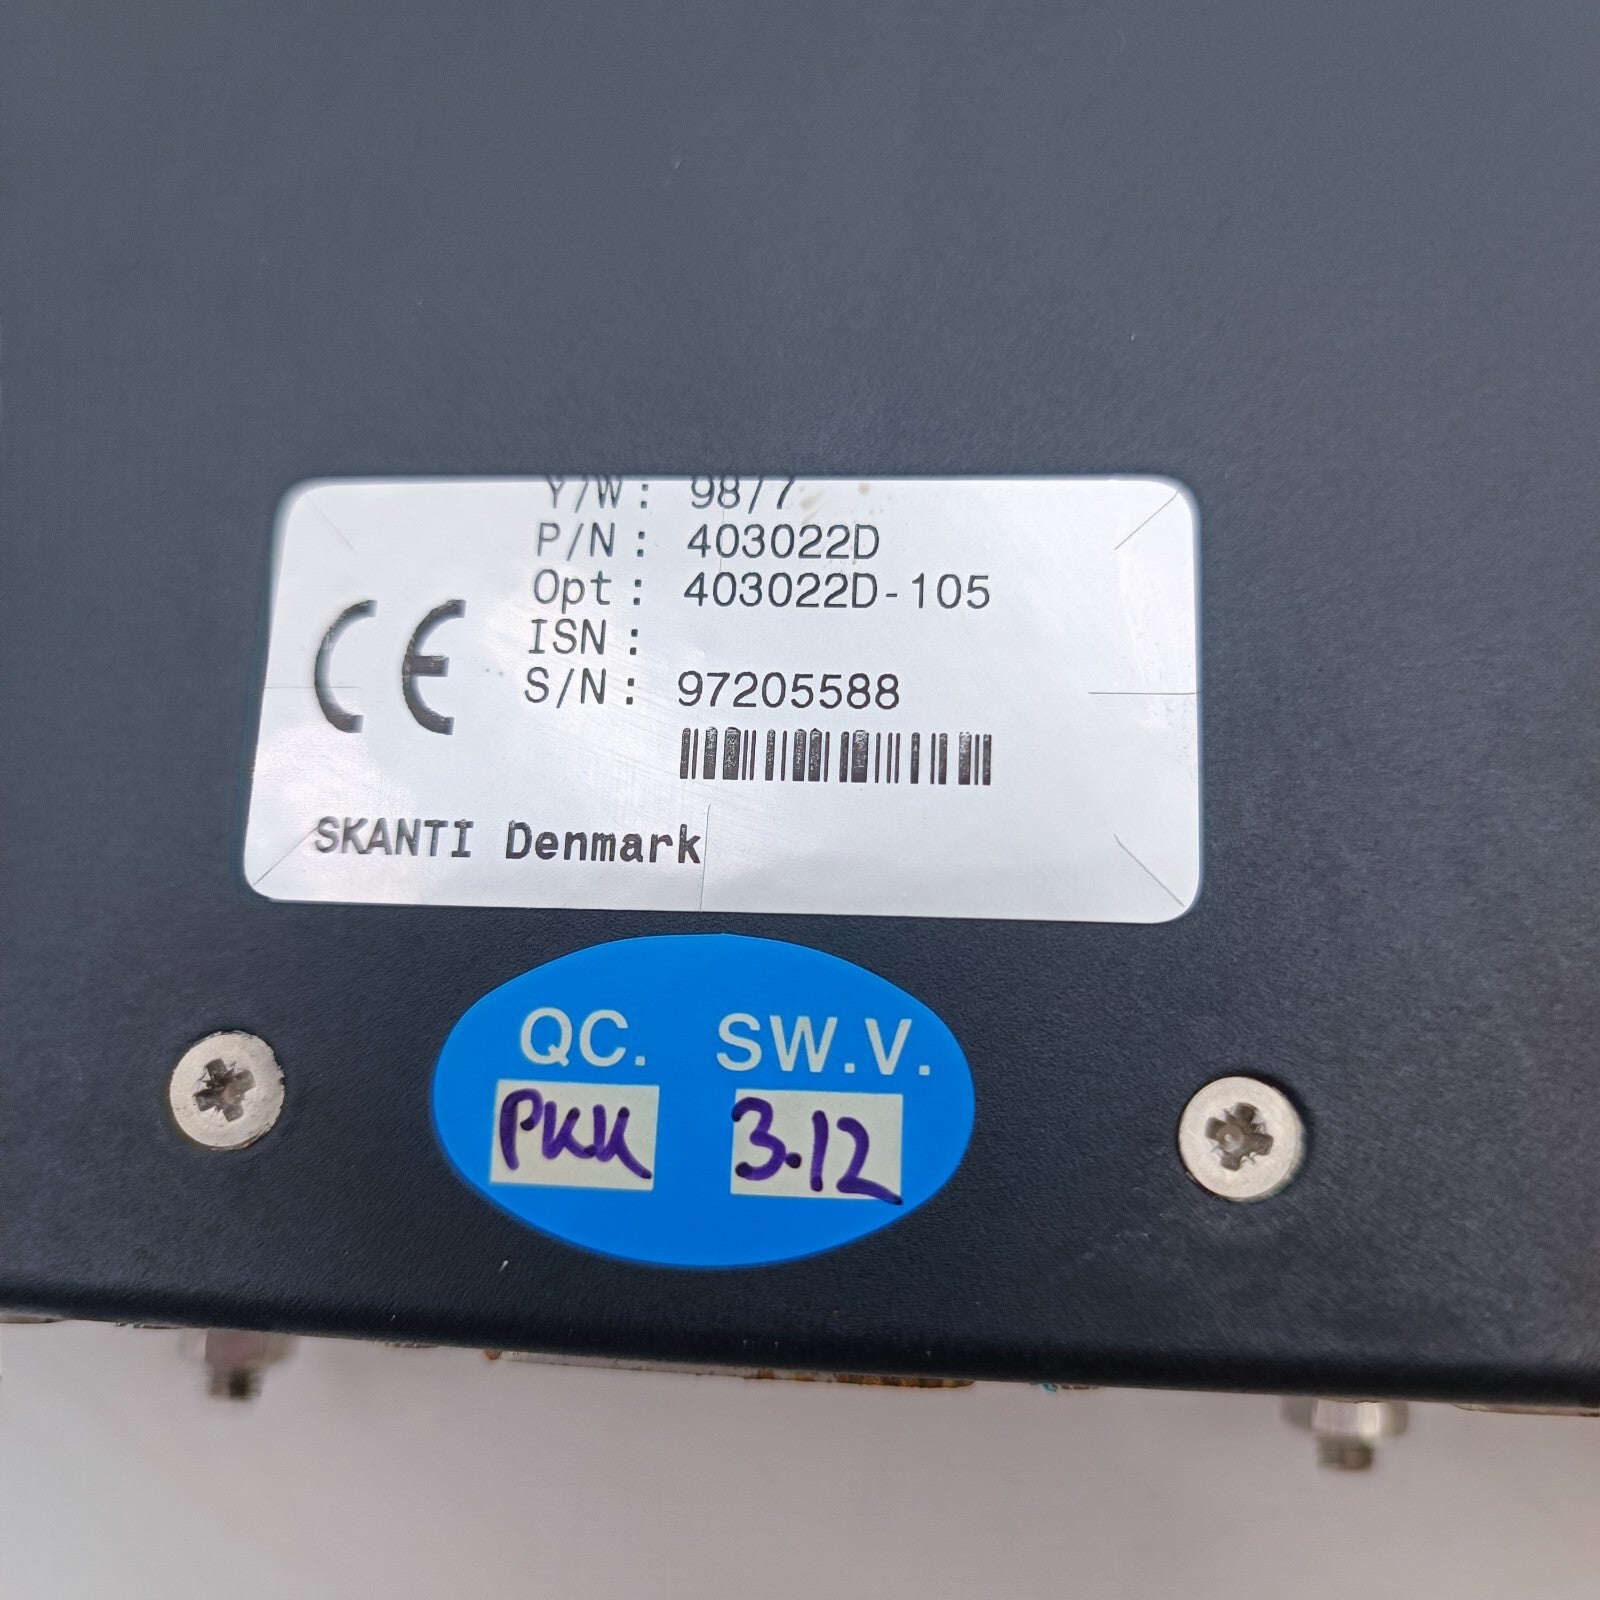 Y/W: 98/7
P/N: 403022D
Opt: 403022D-105
ISN:
S/N: 97205588
CE
SKANTI Denmark
QC. SW.V.
PKK 3.12